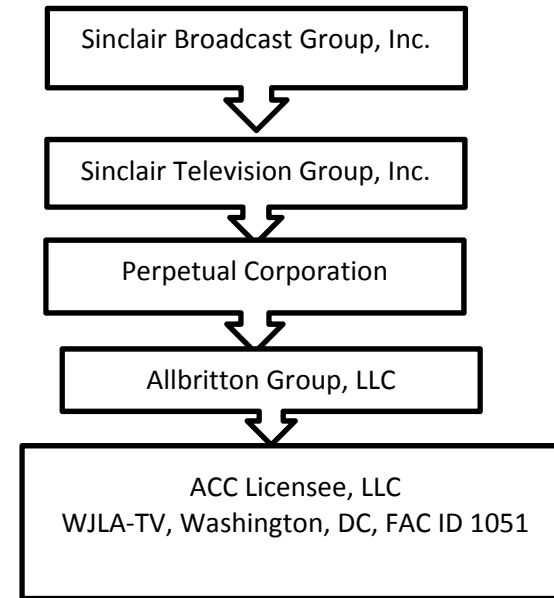 Sinclair Broadcast Group, Inc.
Sinclair Television Group, Inc.
Perpetual Corporation
Allbritton Group, LLC
ACC Licensee, LLC
WJLA-TV, Washington, DC, FAC ID 1051